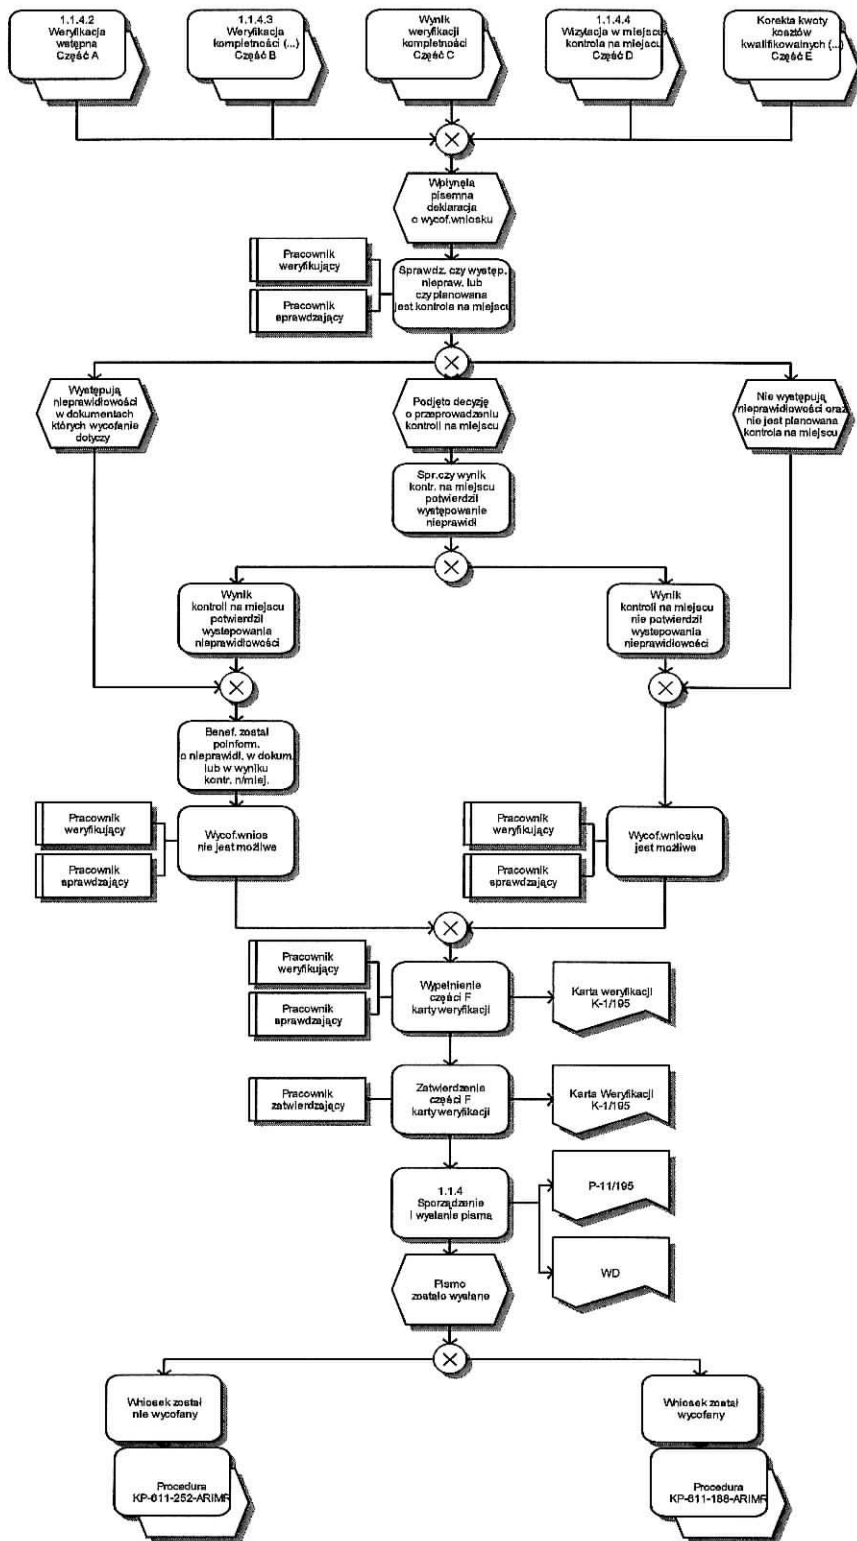 1.1.4.2
Weryfikacja
wstępna
Część A
1.1.4.3
Weryfikacja
kompletności (...)
Część B
Wynik
weryfikacji
kompletności
Część C
1.1.4.4
Wizytacja w miejscu
kontrola na miejscu
Część D
Korekta kwoty
kosztów
kwalifikowalnych (...)
Część E
Wpłynęła
pisemna
deklaracja
o wycof.wniosku
Pracownik
weryfikujący
Pracownik
sprawdzający
Sprawdz. czy występ.
niepraw. lub
czy planowana
jest kontrola na miejscu
Występują
nieprawidłowości
w dokumentach
których wycofanie
dotyczy
Podjęto decyzję
o przeprowadzeniu
kontroli na miejscu
Nie występują
nieprawidłowości oraz
nie jest planowana
kontrola na miejscu
Spr.czy wynik
kontr. na miejscu
potwierdził
występowanie
nieprawidł
Wynik
kontroli na miejscu
potwierdził
wystepowania
nieprawidłowości
Wynik
kontroli na miejscu
nie potwierdził
wystepowania
nieprawidłowości
Benef. został
poinform.
o nieprawidł. w dokum.
lub w wyniku
kontr. n/miej.
Pracownik
weryfikujący
Pracownik
sprawdzający
Wycof.wnios
nie jest możliwe
Pracownik
weryfikujący
Pracownik
sprawdzający
Wycof.wniosku
jest możliwe
Pracownik
weryfikujący
Pracownik
sprawdzający
Wypełnienie
części F
karty weryfikacji
Karta weryfikacji
K-1/195
Pracownik
zatwierdzający
Zatwierdzenie
części F
karty weryfikacji
Karta Weryfikacji
K-1/195
1.1.4
Sporządzenie
i wysłanie pisma
P-11/195
WD
Pismo
zostało wysłane
Wniosek został
nie wycofany
Wniosek został
wycofany
Procedura
KP-611-252-ARIMR
Procedura
KP-611-188-ARIMR